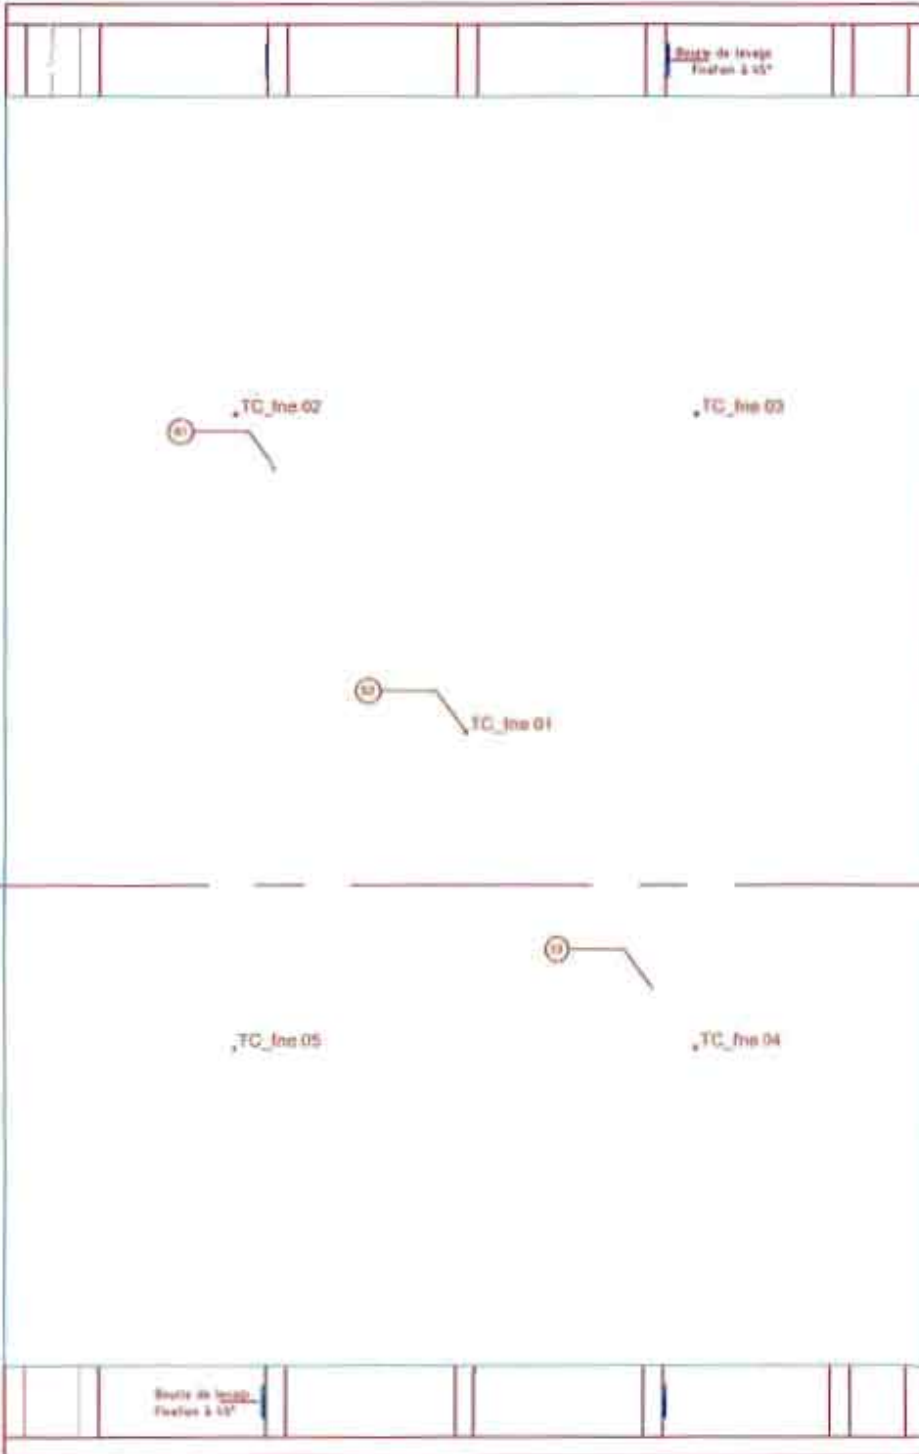 Boucle de levage
Fixation à 45°
TC_fne 02
TC_fne 03
TC_fne 01
TC_fne 05
TC_fne 04
Boucle de levage
Fixation à 45°